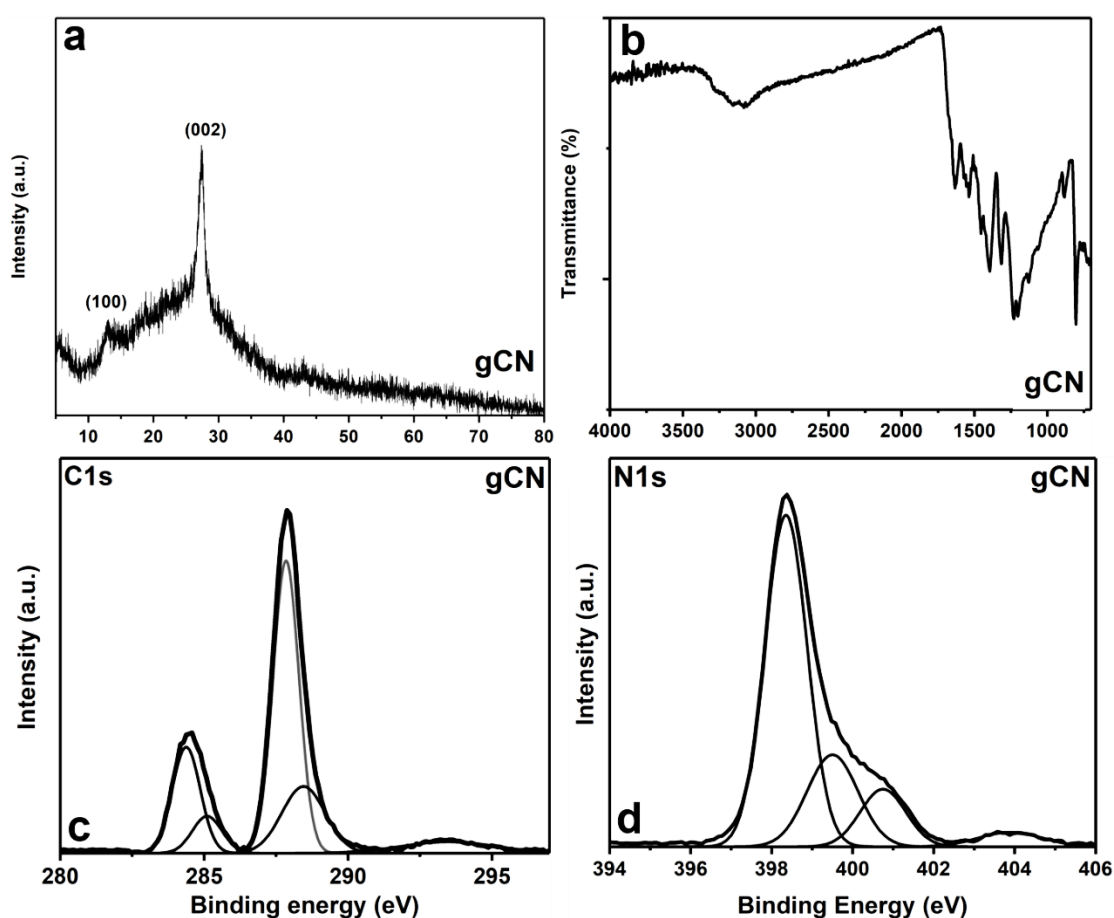 a
(002)
(100)
gCN
Intensity (a.u.)
10 20 30 40 50 60 70 80
b
Transmittance (%)
gCN
4000 3500 3000 2500 2000 1500 1000
C1s
gCN
Intensity (a.u.)
c
280 285 290 295
Binding energy (eV)
N1s
gCN
Intensity (a.u.)
d
394 396 398 400 402 404 406
Binding Energy (eV)